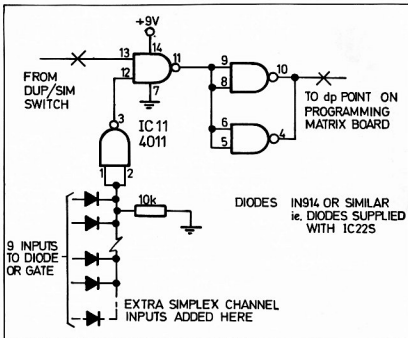 +9V
14
13
11
12
7
FROM
DUP/SIM
SWITCH
9
8
10
6
5
4
TO dp POINT ON
PROGRAMMING
MATRIX BOARD
3
IC 11
4011
1
2
10k
DIODES IN914 OR SIMILAR
ie. DIODES SUPPLIED
WITH IC22S
9 INPUTS
TO DIODE
OR GATE
EXTRA SIMPLEX CHANNEL
INPUTS ADDED HERE